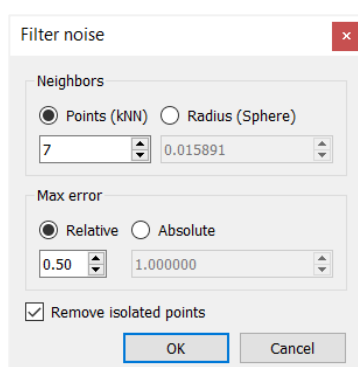 Filter noise
Neighbors
Points (kNN) Radius (Sphere)
7 0.015891
Max error
Relative Absolute
0.50 1.000000
Remove isolated points
OK Cancel